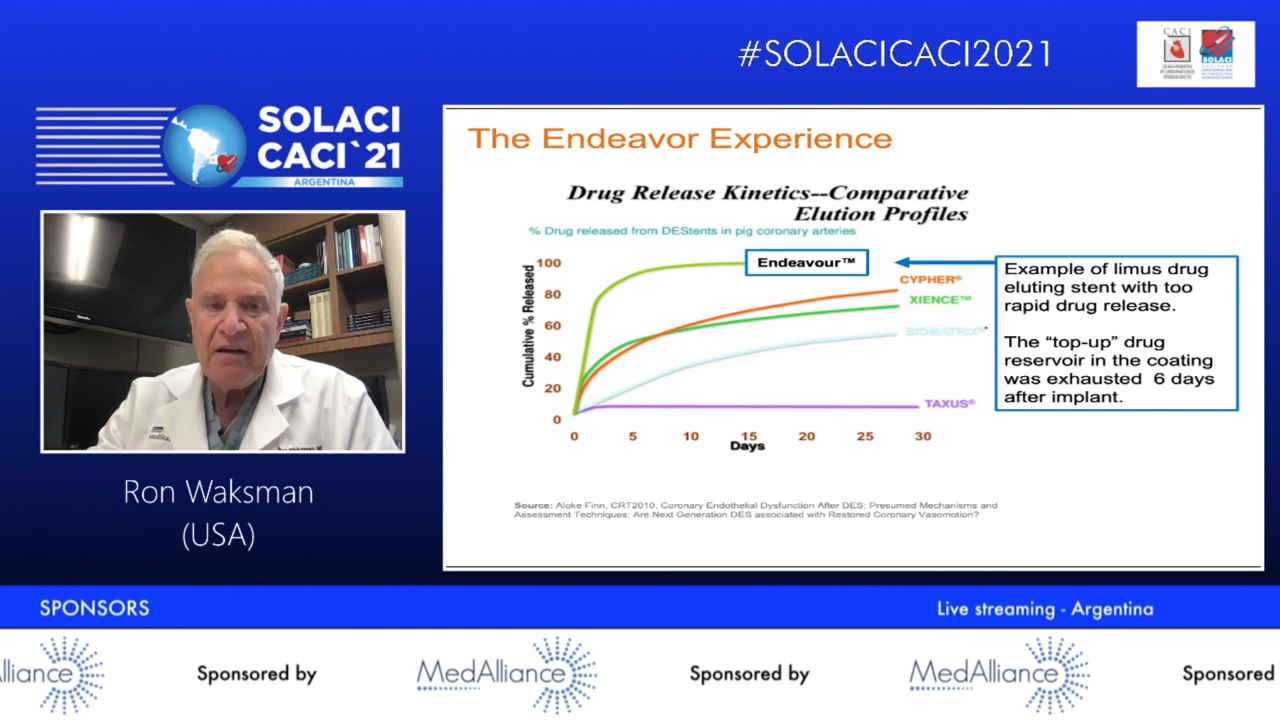 #SOLACICACI2021
CACI
SOLACI
SOLACI
CACI`21
ARGENTINA
Ron Waksman
(USA)
The Endeavor Experience
Drug Release Kinetics--Comparative
Elution Profiles
% Drug released from DEStents in pig coronary arteries
Cumulative % Released
100
80
60
40
20
0
0 5 10 15 20 25 30
Days
Endeavour™
CYPHER®
XIENCE™
BIOMATRIX®
TAXUS®
Example of limus drug
eluting stent with too
rapid drug release.
The “top-up” drug
reservoir in the coating
was exhausted 6 days
after implant.
Source: Aloke Finn, CRT2010. Coronary Endothelial Dysfunction After DES: Presumed Mechanisms and
Assessment Techniques: Are Next Generation DES associated with Restored Coronary Vasomotion?
SPONSORS
Live streaming - Argentina
lliance Sponsored by MedAlliance Sponsored by MedAlliance Sponsored